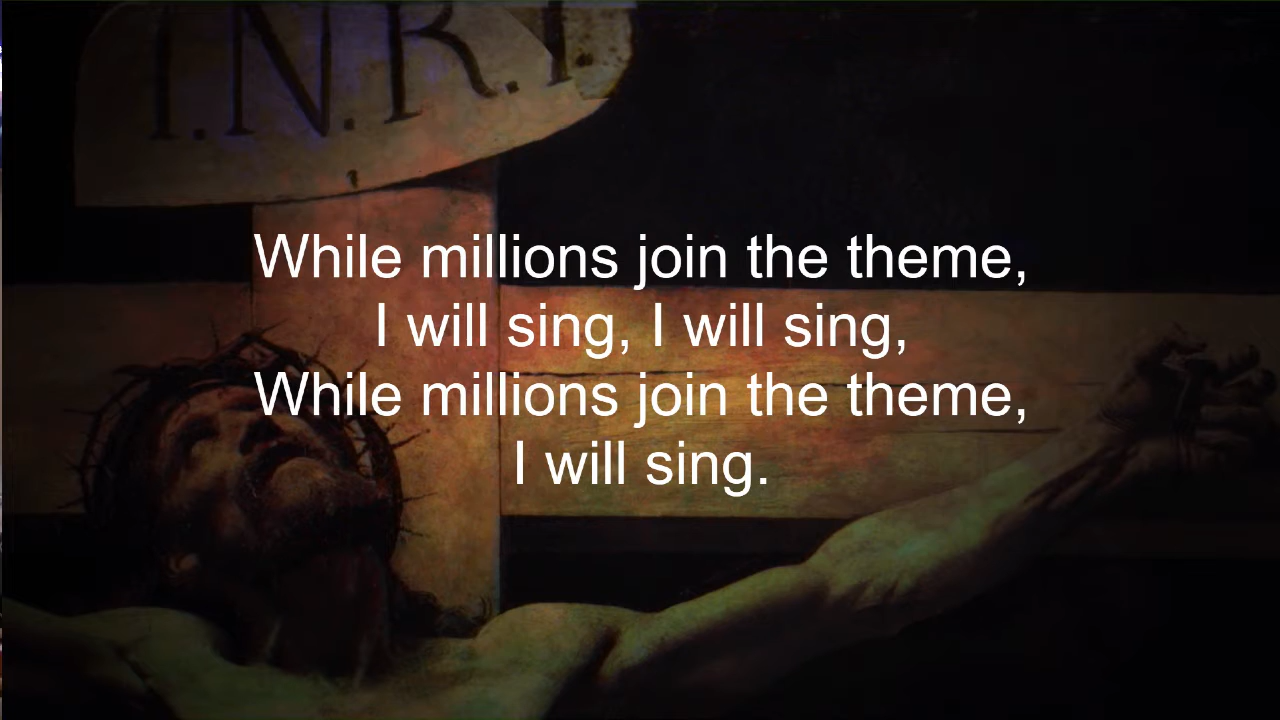 I.N.R.I.
While millions join the theme,
I will sing, I will sing,
While millions join the theme,
I will sing.